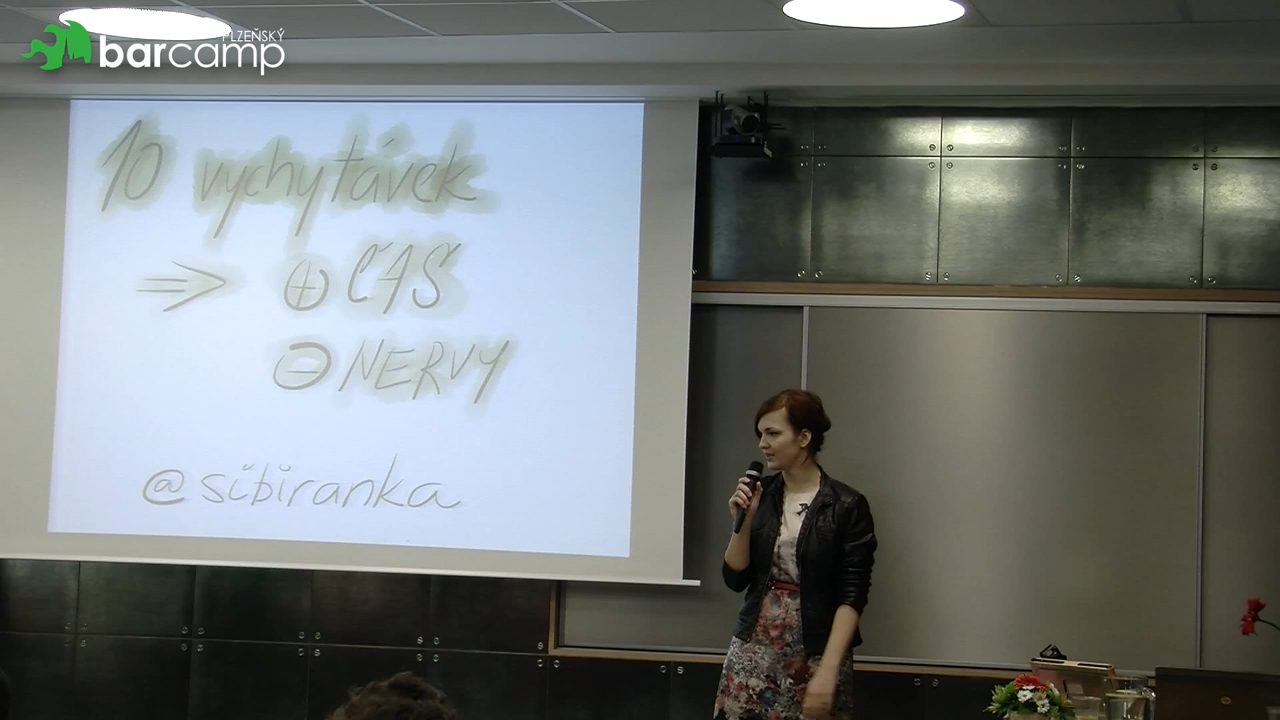 PLZEŇSKÝ
barcamp
10 vychytávek
⇒ ⊕ ČAS
⊖ NERVY
@sibiranka